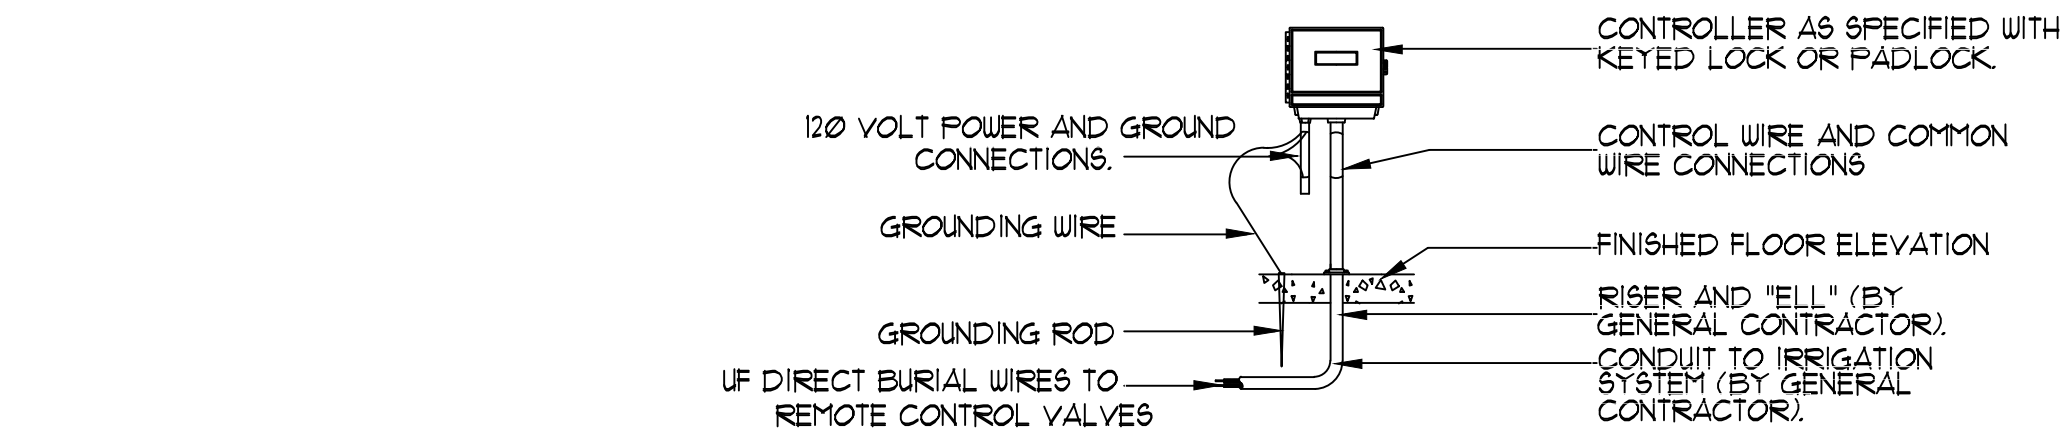 CONTROLLER AS SPECIFIED WITH
KEYED LOCK OR PADLOCK.
120 VOLT POWER AND GROUND
CONNECTIONS.
CONTROL WIRE AND COMMON
WIRE CONNECTIONS
GROUNDING WIRE
FINISHED FLOOR ELEVATION
RISER AND "ELL" (BY
GENERAL CONTRACTOR).
GROUNDING ROD
CONDUIT TO IRRIGATION
SYSTEM (BY GENERAL
CONTRACTOR).
UF DIRECT BURIAL WIRES TO
REMOTE CONTROL VALVES